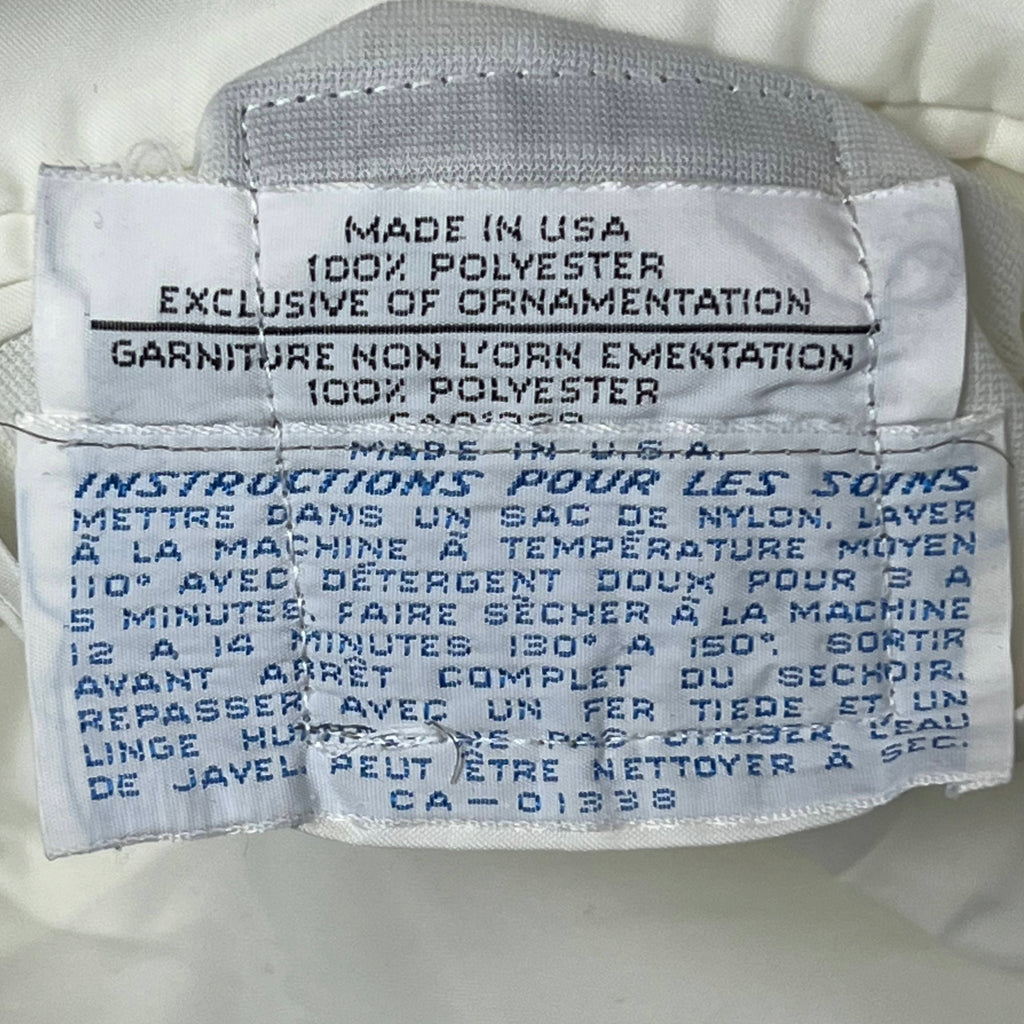 MADE IN USA
100% POLYESTER
EXCLUSIVE OF ORNAMENTATION
GARNITURE NON L'ORN EMENTATION
100% POLYESTER
MADE IN U.S.A.
INSTRUCTIONS POUR LES SOINS
METTRE DANS UN SAC DE NYLON. LAVER
À LA MACHINE À TEMPÉRATURE MOYEN
110° AVEC DÉTERGENT DOUX POUR 3 A
5 MINUTES. FAIRE SÉCHER À LA MACHINE
12 A 14 MINUTES 130° A 150°. SORTIR
AVANT ARRÊT COMPLET DU SECHOIR.
REPASSER AVEC UN FER TIEDE ET UN
LINGE NE PAS UTILISER L'EAU
DE JAVEL. PEUT ÊTRE NETTOYER À SEC.
CA-01338